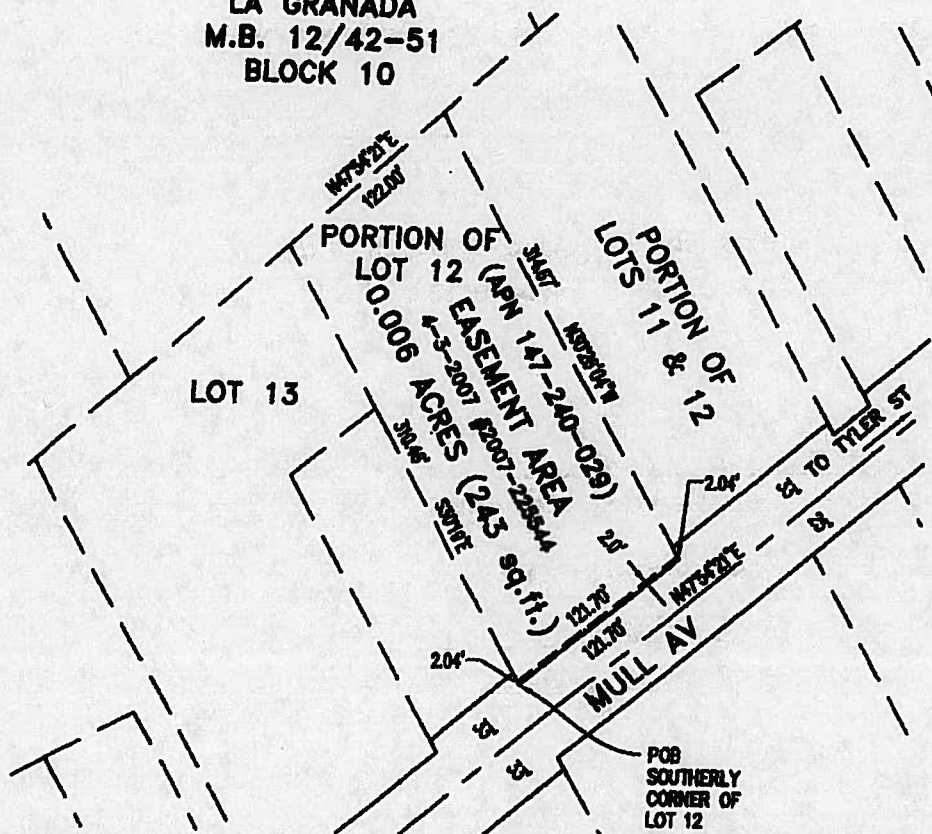 LA GRANADA
M.B. 12/42-51
BLOCK 10
N47°54'21"E
122.00'
PORTION OF
LOT 12
(APN 147-240-029)
EASEMENT AREA
4-3-2007 #2007-225544
0.006 ACRES (243 sq.ft.)
314.67
PORTION OF
LOTS 11 & 12
LOT 13
2.04'
TO TYLER ST
2.0'
N47°54'21"E
121.70'
121.70'
MULL AV
2.04'
POB
SOUTHERLY
CORNER OF
LOT 12